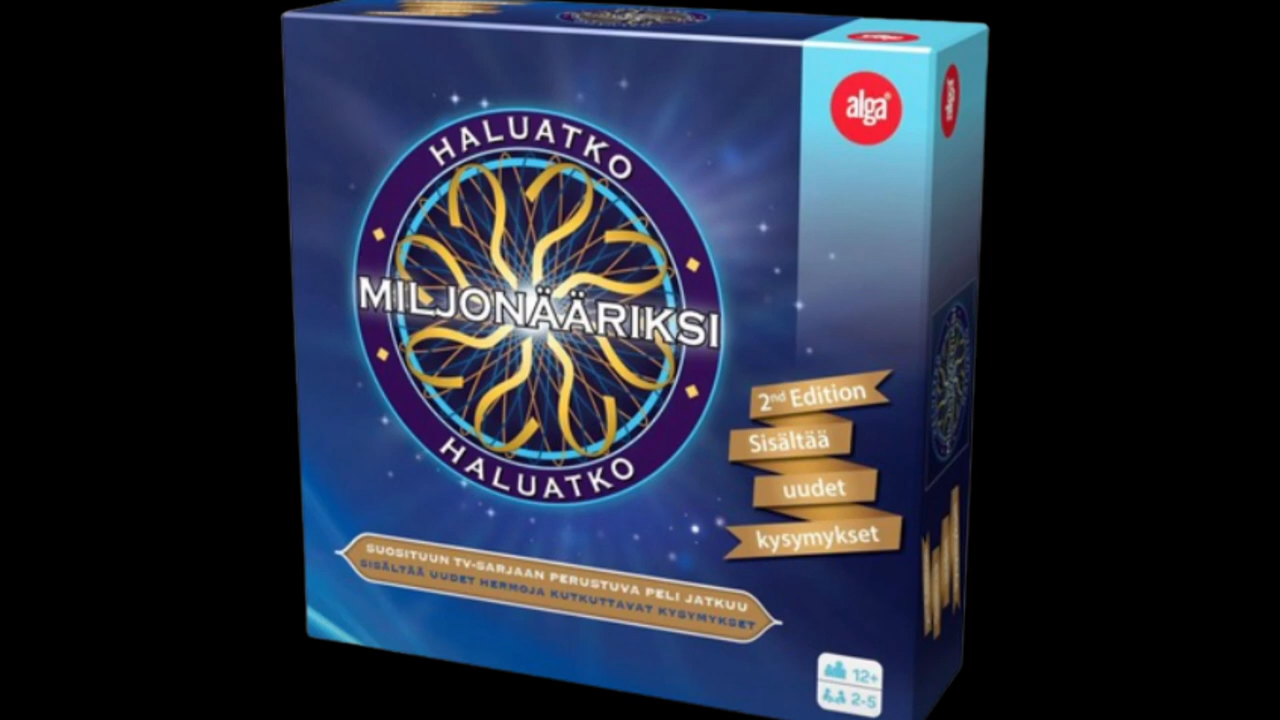 alga
HALUATKO
MILJONÄÄRIKSI
HALUATKO
2nd Edition
Sisältää
uudet
kysymykset
SUOSITUUN TV-SARJAAN PERUSTUVA PELI JATKUU
SISÄLTÄÄ UUDET HERMOJA KUTKUTTAVAT KYSYMYKSET
12+
2-5